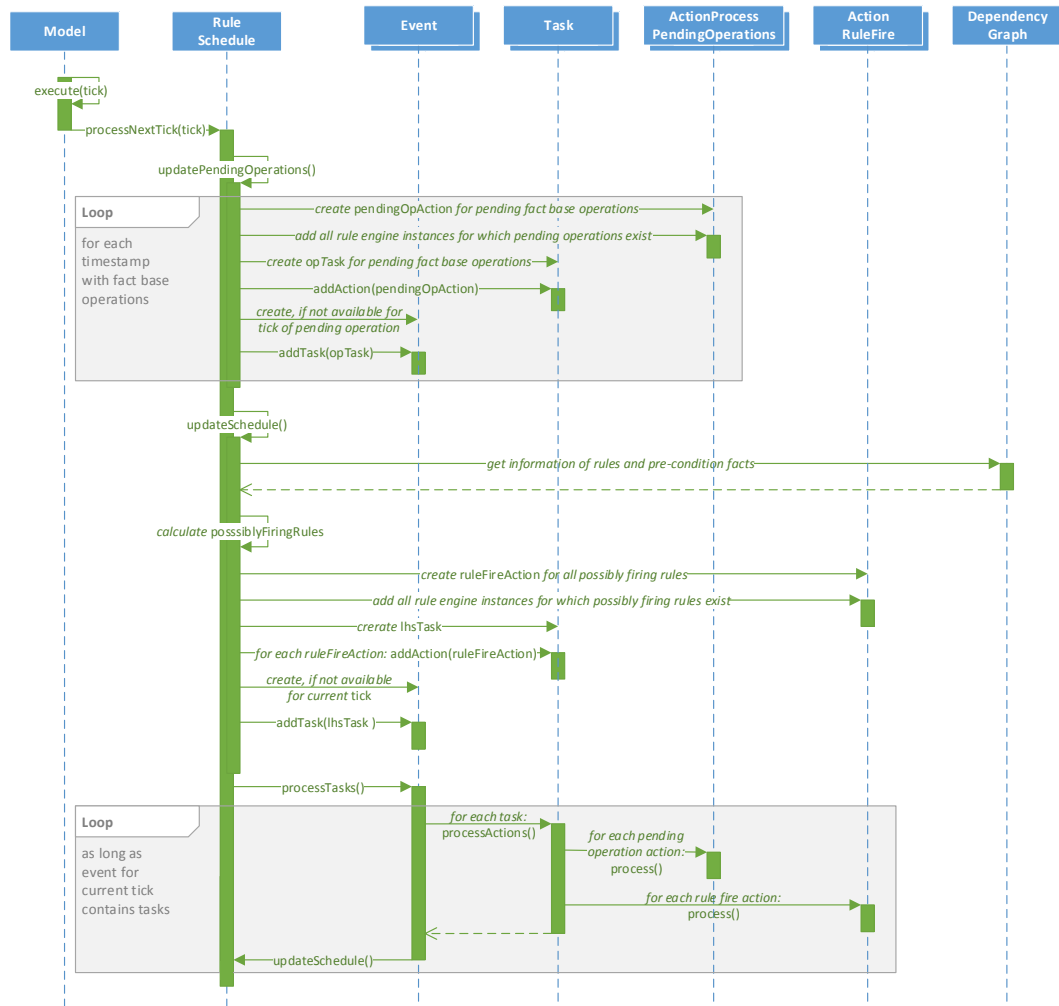 Model
Rule
Schedule
Event
Task
ActionProcess
PendingOperations
Action
RuleFire
Dependency
Graph
execute(tick)
processNextTick(tick)
updatePendingOperations()
Loop
for each
timestamp
with fact base
operations
create pendingOpAction for pending fact base operations
add all rule engine instances for which pending operations exist
create opTask for pending fact base operations
addAction(pendingOpAction)
create, if not available for
tick of pending operation
addTask(opTask)
updateSchedule()
get information of rules and pre-condition facts
calculate posssiblyFiringRules
create ruleFireAction for all possibly firing rules
add all rule engine instances for which possibly firing rules exist
crerate lhsTask
for each ruleFireAction: addAction(ruleFireAction)
create, if not available
for current tick
addTask(lhsTask )
processTasks()
Loop
as long as
event for
current tick
contains tasks
for each task:
processActions()
for each pending
operation action:
process()
for each rule fire action:
process()
updateSchedule()